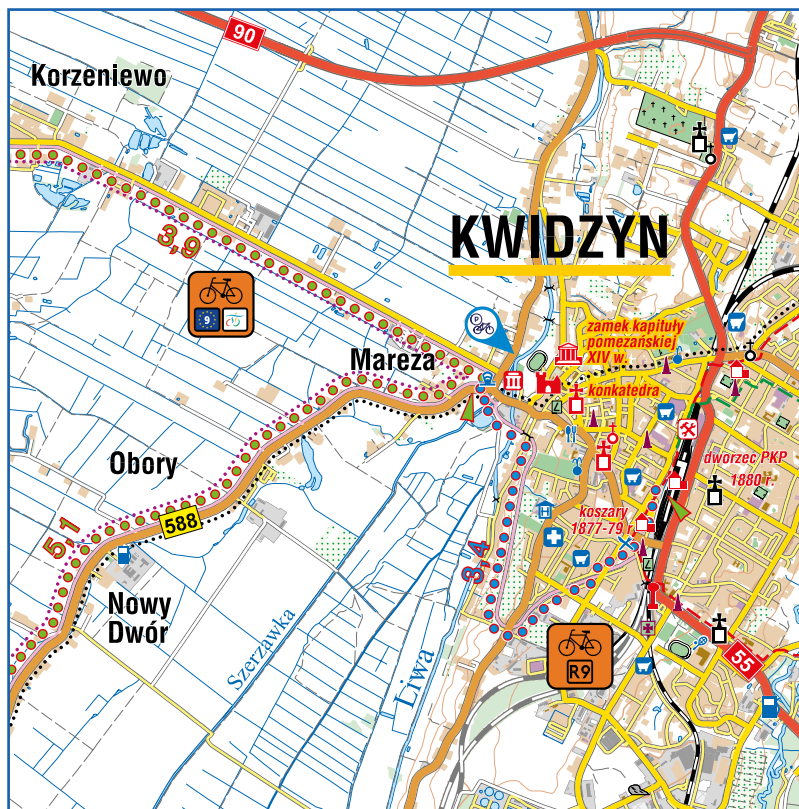 90
Korzeniewo
KWIDZYN
3,9
9
P
zamek kapituły
pomezańskiej
XIV w.
Mareza
konkatedra
Obory
dworzec PKP
1880 r.
588
koszary
1877-79 r.
H
5,1
3,4
Nowy
Dwór
Szerzawka
Liwa
R9
55